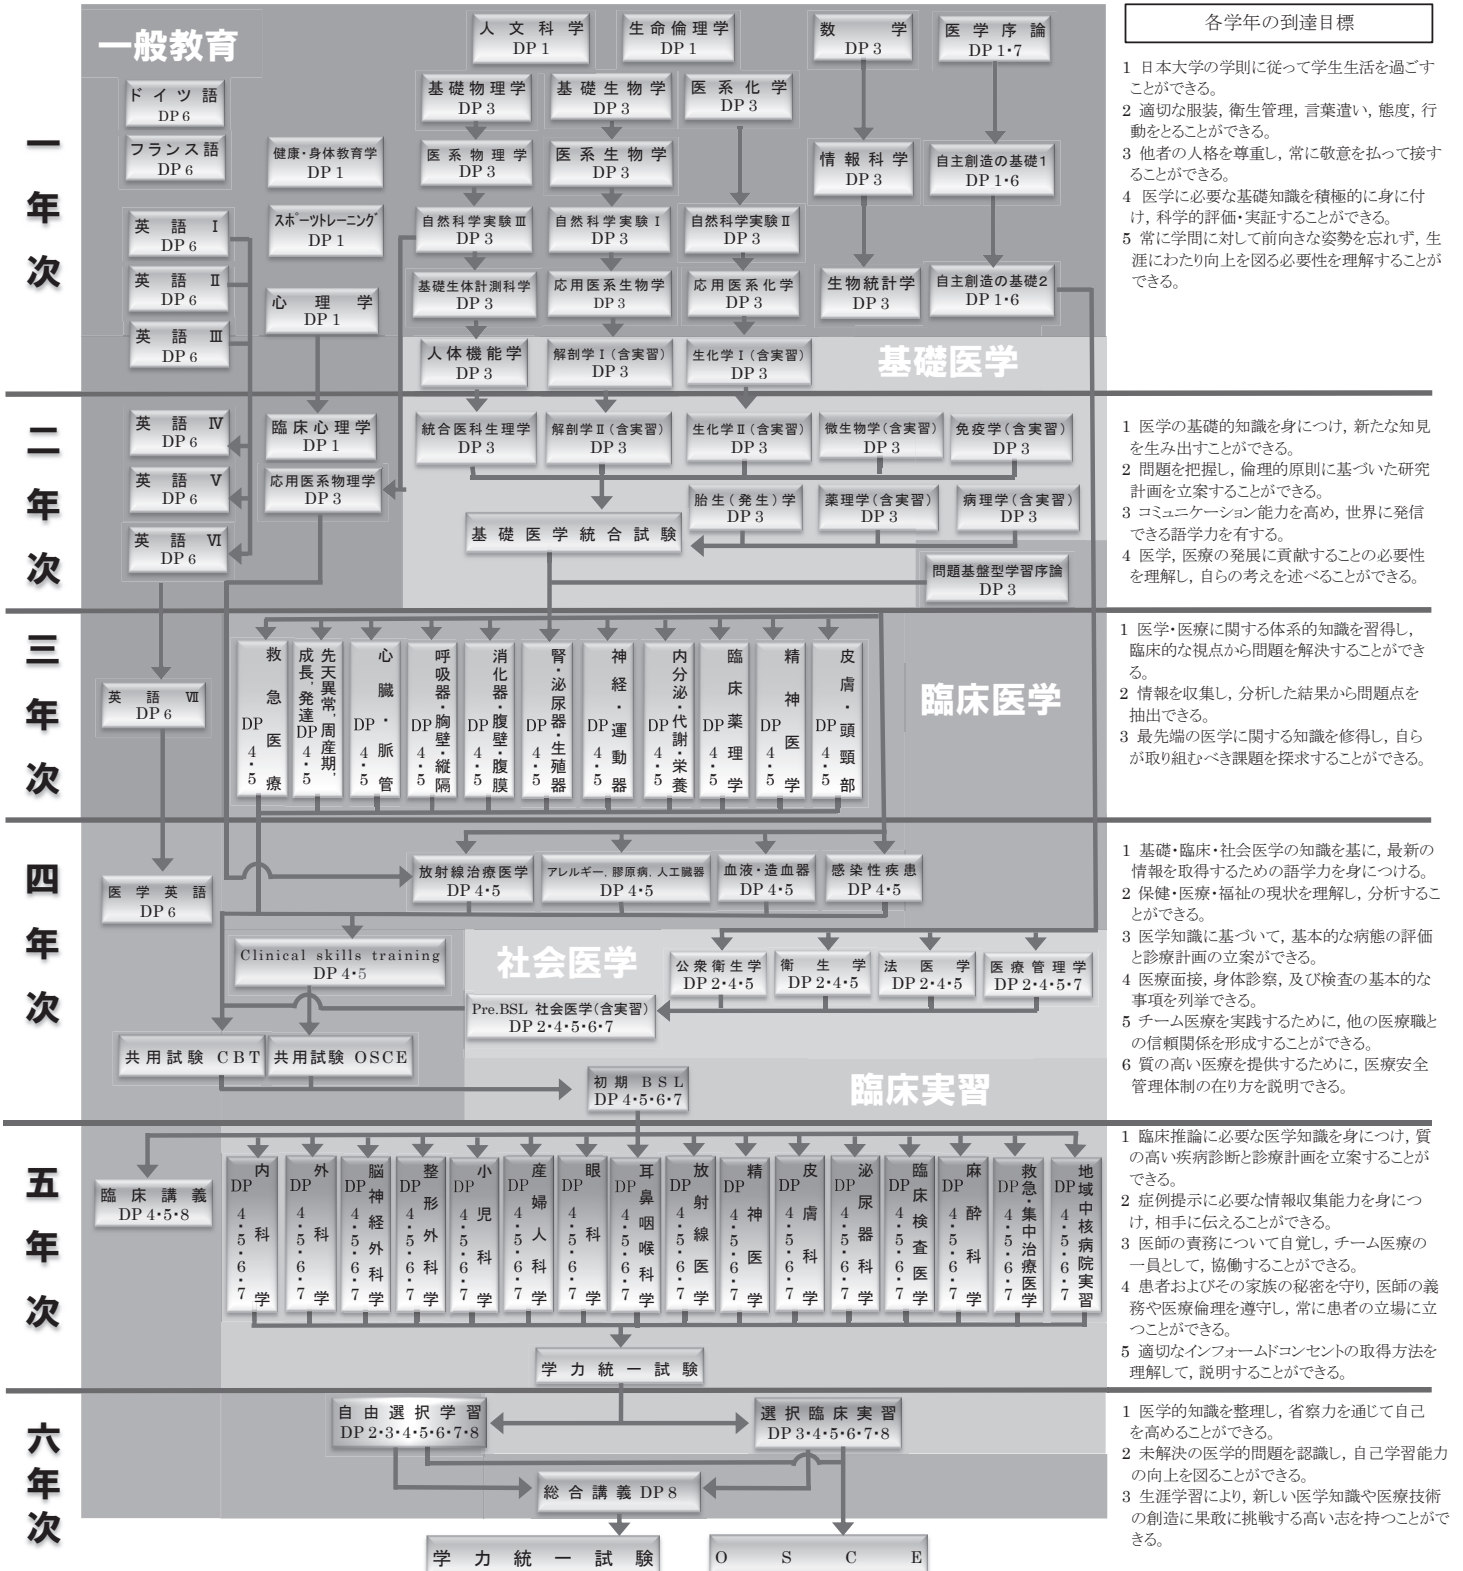 各学年の到達目標
一般教育
一年次
人文科学
DP 1
生命倫理学
DP 1
数学
DP 3
医学序論
DP 1・7
ドイツ語
DP 6
フランス語
DP 6
基礎物理学
DP 3
基礎生物学
DP 3
医系化学
DP 3
健康・身体教育学
DP 1
医系物理学
DP 3
医系生物学
DP 3
情報科学
DP 3
自主創造の基礎1
DP 1・6
英語 Ⅰ
DP 6
スポーツトレーニング
DP 1
自然科学実験Ⅲ
DP 3
自然科学実験Ⅰ
DP 3
自然科学実験Ⅱ
DP 3
英語 Ⅱ
DP 6
心理学
DP 1
基礎生体計測科学
DP 3
応用医系生物学
DP 3
応用医系化学
DP 3
生物統計学
DP 3
自主創造の基礎2
DP 1・6
英語 Ⅲ
DP 6
人体機能学
DP 3
解剖学Ⅰ(含実習)
DP 3
生化学Ⅰ(含実習)
DP 3
基礎医学
1 日本大学の学則に従って学生生活を過ごす
ことができる。
2 適切な服装, 衛生管理, 言葉遣い, 態度, 行
動をとることができる。
3 他者の人格を尊重し, 常に敬意を払って接す
ることができる。
4 医学に必要な基礎知識を積極的に身に付
け, 科学的評価・実証することができる。
5 常に学問に対して前向きな姿勢を忘れず, 生
涯にわたり向上を図る必要性を理解することが
できる。
二年次
英語 Ⅳ
DP 6
臨床心理学
DP 1
統合医科生理学
DP 3
解剖学Ⅱ(含実習)
DP 3
生化学Ⅱ(含実習)
DP 3
微生物学(含実習)
DP 3
免疫学(含実習)
DP 3
英語 Ⅴ
DP 6
応用医系物理学
DP 3
胎生(発生)学
DP 3
薬理学(含実習)
DP 3
病理学(含実習)
DP 3
英語 Ⅵ
DP 6
基礎医学統合試験
問題基盤型学習序論
DP 3
1 医学の基礎的知識を身につけ, 新たな知見
を生み出すことができる。
2 問題を把握し, 倫理的原則に基づいた研究
計画を立案することができる。
3 コミュニケーション能力を高め, 世界に発信
できる語学力を有する。
4 医学, 医療の発展に貢献することの必要性
を理解し, 自らの考えを述べることができる。
三年次
英語 Ⅶ
DP 6
救急医療
DP 4・5
先天異常, 周産期,
成長, 発達DP 4・5
心臓・脈管
DP 4・5
呼吸器・胸壁・縦隔
DP 4・5
消化器・腹壁・腹膜
DP 4・5
腎・泌尿器・生殖器
DP 4・5
神経・運動器
DP 4・5
内分泌・代謝・栄養
DP 4・5
臨床薬理学
DP 4・5
精神医学
DP 4・5
皮膚・頭頸部
DP 4・5
臨床医学
1 医学・医療に関する体系的知識を習得し,
臨床的な視点から問題を解決することができ
る。
2 情報を収集し, 分析した結果から問題点を
抽出できる。
3 最先端の医学に関する知識を修得し, 自ら
が取り組むべき課題を探求することができる。
四年次
医学英語
DP 6
放射線治療医学
DP 4・5
アレルギー, 膠原病, 人工臓器
DP 4・5
血液・造血器
DP 4・5
感染性疾患
DP 4・5
Clinical skills training
DP 4・5
社会医学
公衆衛生学
DP 2・4・5
衛生学
DP 2・4・5
法医学
DP 2・4・5
医療管理学
DP 2・4・5・7
Pre.BSL 社会医学(含実習)
DP 2・4・5・6・7
共用試験 CBT
共用試験 OSCE
初期 BSL
DP 4・5・6・7
臨床実習
1 基礎・臨床・社会医学の知識を基に, 最新の
情報を取得するための語学力を身につける。
2 保健・医療・福祉の現状を理解し, 分析するこ
とができる。
3 医学知識に基づいて, 基本的な病態の評価
と診療計画の立案ができる。
4 医療面接, 身体診察, 及び検査の基本的な
事項を列挙できる。
5 チーム医療を実践するために, 他の医療職と
の信頼関係を形成することができる。
6 質の高い医療を提供するために, 医療安全
管理体制の在り方を説明できる。
五年次
臨床講義
DP 4・5・8
内科学
DP 4・5・6・7
外科学
DP 4・5・6・7
脳神経外科学
DP 4・5・6・7
整形外科学
DP 4・5・6・7
小児科学
DP 4・5・6・7
産婦人科学
DP 4・5・6・7
眼科学
DP 4・5・6・7
耳鼻咽喉科学
DP 4・5・6・7
放射線医学
DP 4・5・6・7
精神医学
DP 4・5・6・7
皮膚科学
DP 4・5・6・7
泌尿器科学
DP 4・5・6・7
臨床検査医学
DP 4・5・6・7
麻酔科学
DP 4・5・6・7
救急・集中治療医学
DP 4・5・6・7
地域中核病院実習
DP 4・5・6・7
学力統一試験
1 臨床推論に必要な医学知識を身につけ, 質
の高い疾病診断と診療計画を立案することが
できる。
2 症例提示に必要な情報収集能力を身につ
け, 相手に伝えることができる。
3 医師の責務について自覚し, チーム医療の
一員として, 協働することができる。
4 患者およびその家族の秘密を守り, 医師の義
務や医療倫理を遵守し, 常に患者の立場に立
つことができる。
5 適切なインフォームドコンセントの取得方法を
理解して, 説明することができる。
六年次
自由選択学習
DP 2・3・4・5・6・7・8
選択臨床実習
DP 3・4・5・6・7・8
総合講義 DP 8
学力統一試験
OSCE
1 医学的知識を整理し, 省察力を通じて自己
を高めることができる。
2 未解決の医学的問題を認識し, 自己学習能力
の向上を図ることができる。
3 生涯学習により, 新しい医学知識や医療技術
の創造に果敢に挑戦する高い志を持つことがで
きる。